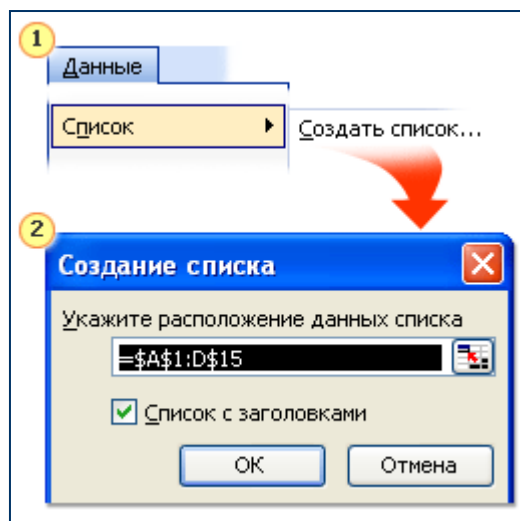 1
Данные
Список
Создать список...
2
Создание списка
Укажите расположение данных списка
=$A$1:D$15
Список с заголовками
ОК
Отмена